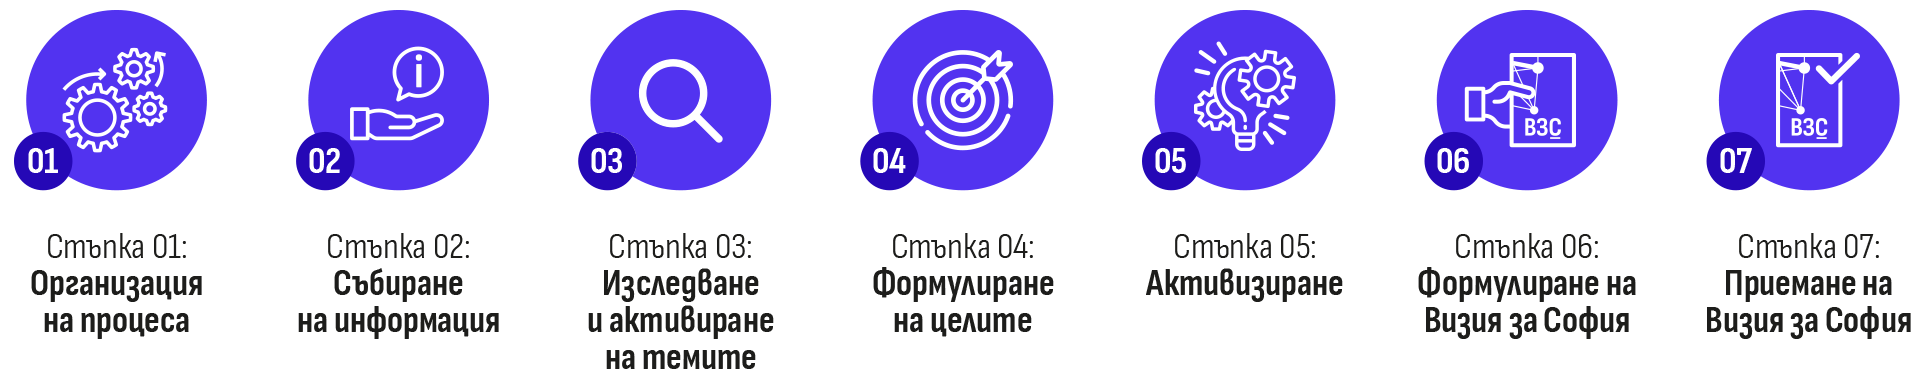 01
Стъпка 01:
Организация
на процеса
i
02
Стъпка 02:
Събиране
на информация
03
Стъпка 03:
Изследване
и активиране
на темите
04
Стъпка 04:
Формулиране
на целите
05
Стъпка 05:
Активизиране
ВЗС
06
Стъпка 06:
Формулиране на
Визия за София
ВЗС
07
Стъпка 07:
Приемане на
Визия за София